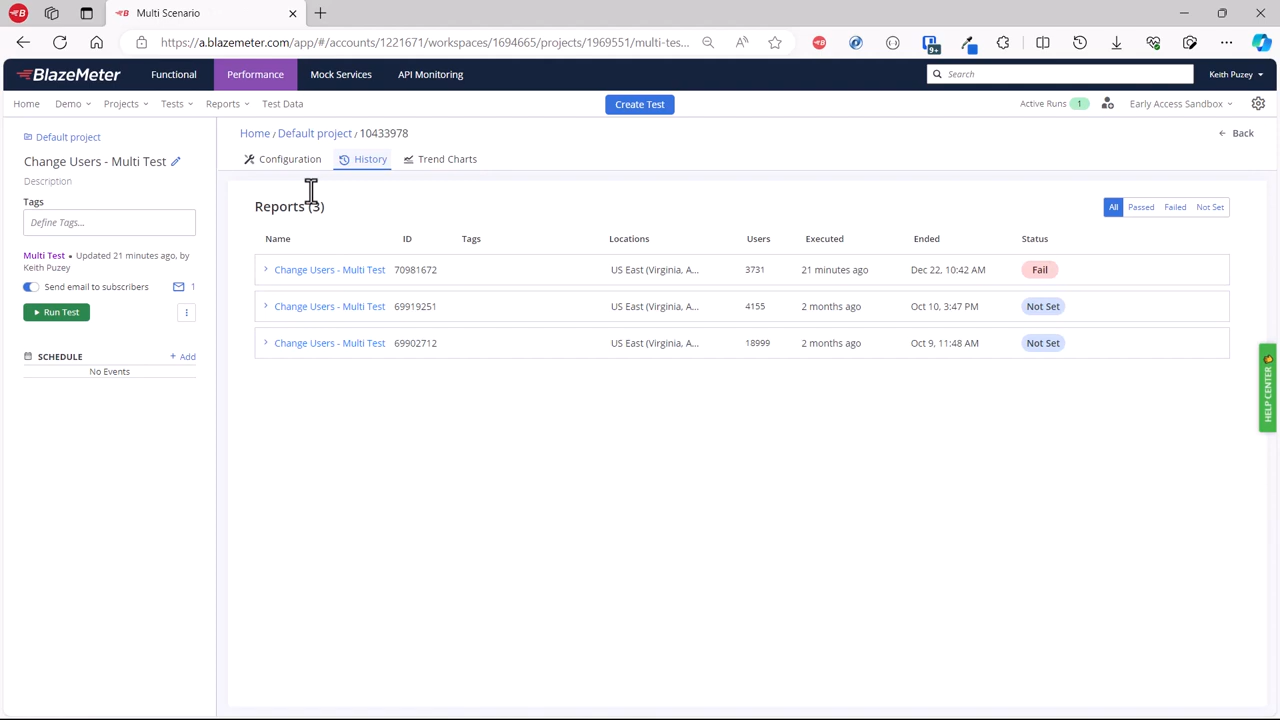 Multi Scenario
https://a.blazemeter.com/app/#/accounts/1221671/workspaces/1694665/projects/1969551/multi-tes...
9+
BlazeMeter
Functional
Performance
Mock Services
API Monitoring
Search
Keith Puzey
Home
Demo
Projects
Tests
Reports
Test Data
Create Test
Active Runs 1
Early Access Sandbox
Default project
Home / Default project / 10433978
Back
Change Users - Multi Test
Configuration
History
Trend Charts
Description
Tags
Define Tags...
Reports (3)
All Passed Failed Not Set
Name ID Tags Locations Users Executed Ended Status
Multi Test • Updated 21 minutes ago, by
Keith Puzey
Send email to subscribers 1
Run Test
SCHEDULE + Add
No Events
Change Users - Multi Test 70981672 US East (Virginia, A... 3731 21 minutes ago Dec 22, 10:42 AM Fail
Change Users - Multi Test 69919251 US East (Virginia, A... 4155 2 months ago Oct 10, 3:47 PM Not Set
Change Users - Multi Test 69902712 US East (Virginia, A... 18999 2 months ago Oct 9, 11:48 AM Not Set
HELP CENTER